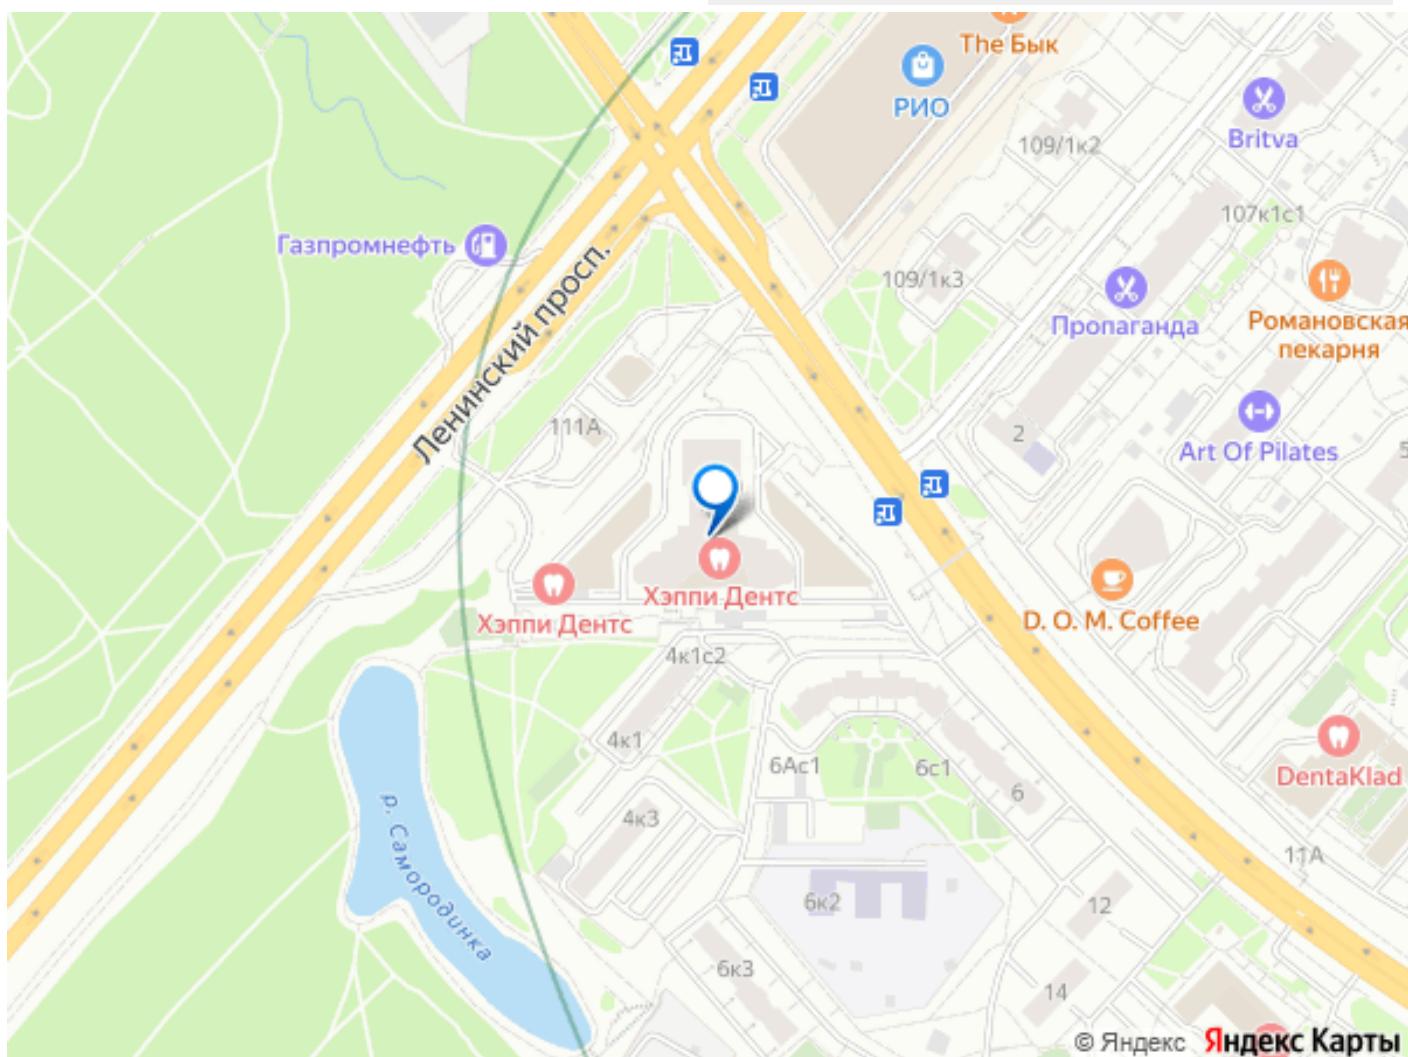 The Бык
РИО
Britva
109/1к2
107к1с1
Газпромнефть
109/1к3
Пропаганда
Романовская
пекарня
Ленинский просп.
111А
2
Art Of Pilates
5
Хэппи Дентс
Хэппи Дентс
D. O. M. Coffee
4к1с2
4к1
6Ас1
6с1
6
DentaKlad
4к3
11А
р. Самородинка
6к2
12
6к3
14
© Яндекс Яндекс Карты